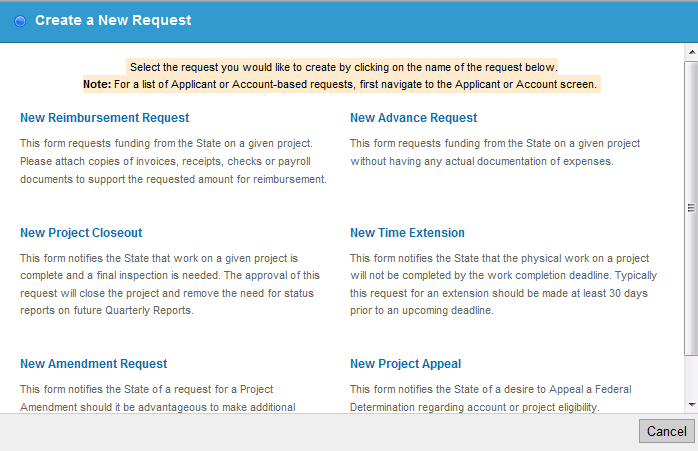 Create a New Request
Select the request you would like to create by clicking on the name of the request below.
Note: For a list of Applicant or Account-based requests, first navigate to the Applicant or Account screen.
New Reimbursement Request
This form requests funding from the State on a given project.
Please attach copies of invoices, receipts, checks or payroll
documents to support the requested amount for reimbursement.
New Advance Request
This form requests funding from the State on a given project
without having any actual documentation of expenses.
New Project Closeout
This form notifies the State that work on a given project is
complete and a final inspection is needed. The approval of this
request will close the project and remove the need for status
reports on future Quarterly Reports.
New Time Extension
This form notifies the State that the physical work on a project
will not be completed by the work completion deadline. Typically
this request for an extension should be made at least 30 days
prior to an upcoming deadline.
New Amendment Request
This form notifies the State of a request for a Project
Amendment should it be advantageous to make additional
New Project Appeal
This form notifies the State of a desire to Appeal a Federal
Determination regarding account or project eligibility.
Cancel